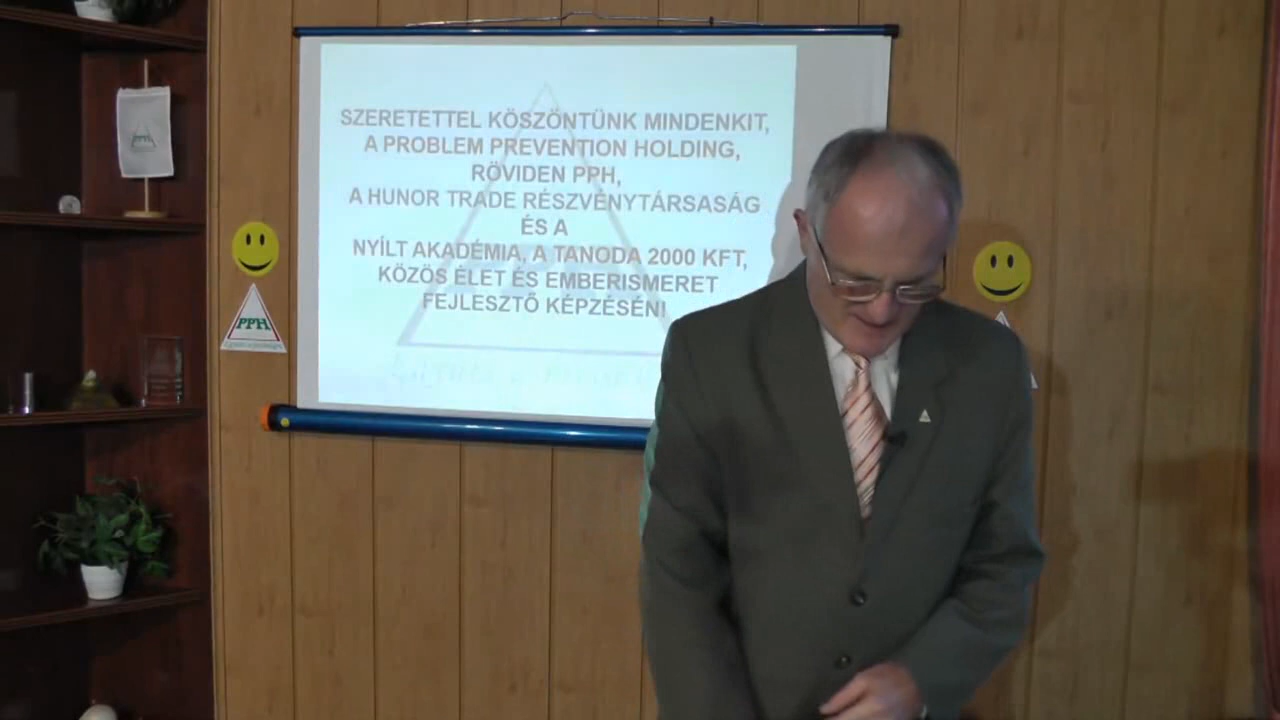 SZERETETTEL KÖSZÖNTÜNK MINDENKIT,
A PROBLEM PREVENTION HOLDING,
RÖVIDEN PPH,
A HUNOR TRADE RÉSZVÉNYTÁRSASÁG
ÉS A
NYÍLT AKADÉMIA, A TANODA 2000 KFT,
KÖZÖS ÉLET ÉS EMBERISMERET
FEJLESZTŐ KÉPZÉSÉN!
PPH